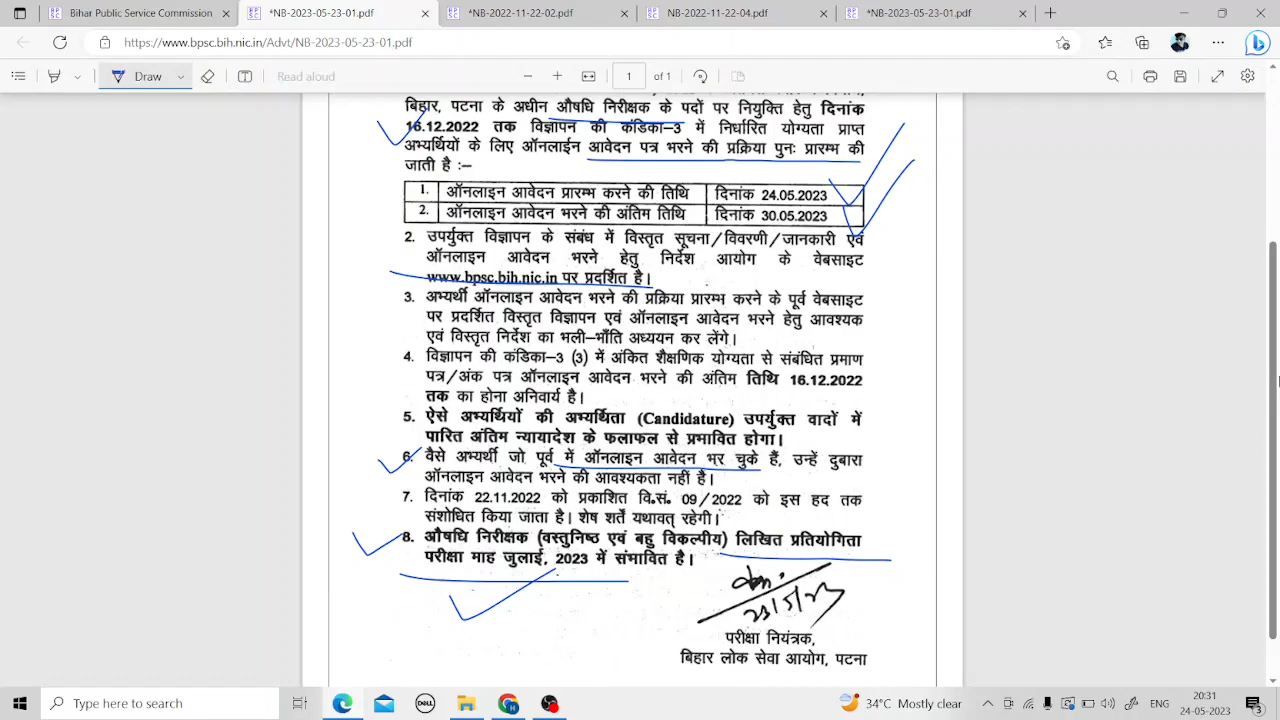 Bihar Public Service Commission
*NB-2023-05-23-01.pdf
*NB-2022-11-22-02.pdf
*NB-2022-11-22-04.pdf
*NB-2023-05-23-01.pdf
https://www.bpsc.bih.nic.in/Advt/NB-2023-05-23-01.pdf
Draw
Read aloud
1 of 1
बिहार, पटना के अधीन औषधि निरीक्षक के पदों पर नियुक्ति हेतु दिनांक
16.12.2022 तक विज्ञापन की कंडिका–3 में निर्धारित योग्यता प्राप्त
अभ्यर्थियों के लिए ऑनलाईन आवेदन पत्र भरने की प्रक्रिया पुनः प्रारम्भ की
जाती है :–
1. ऑनलाइन आवेदन प्रारम्भ करने की तिथि दिनांक 24.05.2023
2. ऑनलाइन आवेदन भरने की अंतिम तिथि दिनांक 30.05.2023
2. उपर्युक्त विज्ञापन के संबंध में विस्तृत सूचना/विवरणी/जानकारी एवं
ऑनलाइन आवेदन भरने हेतु निर्देश आयोग के वेबसाइट
www.bpsc.bih.nic.in पर प्रदर्शित है।
3. अभ्यर्थी ऑनलाइन आवेदन भरने की प्रक्रिया प्रारम्भ करने के पूर्व वेबसाइट
पर प्रदर्शित विस्तृत विज्ञापन एवं ऑनलाइन आवेदन भरने हेतु आवश्यक
एवं विस्तृत निर्देश का भली–भाँति अध्ययन कर लेंगे।
4. विज्ञापन की कंडिका–3 (3) में अंकित शैक्षणिक योग्यता से संबंधित प्रमाण
पत्र/अंक पत्र ऑनलाइन आवेदन भरने की अंतिम तिथि 16.12.2022
तक का होना अनिवार्य है।
5. ऐसे अभ्यर्थियों की अभ्यर्थिता (Candidature) उपर्युक्त वादों में
पारित अंतिम न्यायादेश के फलाफल से प्रभावित होगा।
6. वैसे अभ्यर्थी जो पूर्व में ऑनलाइन आवेदन भर चुके हैं, उन्हें दुबारा
ऑनलाइन आवेदन भरने की आवश्यकता नहीं है।
7. दिनांक 22.11.2022 को प्रकाशित वि.सं. 09/2022 को इस हद तक
संशोधित किया जाता है। शेष शर्तें यथावत् रहेगी।
8. औषधि निरीक्षक (वस्तुनिष्ठ एवं बहु विकल्पीय) लिखित प्रतियोगिता
परीक्षा माह जुलाई, 2023 में संभावित है।
23/5/23
परीक्षा नियंत्रक,
बिहार लोक सेवा आयोग, पटना
Type here to search
DELL
34°C Mostly clear
ENG
20:31
24-05-2023
3